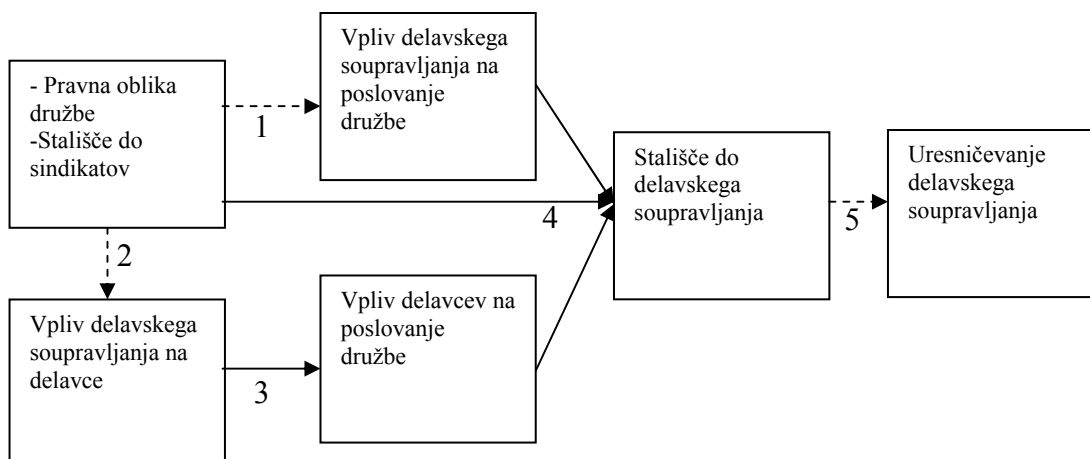 - Pravna oblika
družbe
-Stališče do
sindikatov
1
Vpliv delavskega
soupravljanja na
poslovanje
družbe
2
4
Stališče do
delavskega
soupravljanja
5
Uresničevanje
delavskega
soupravljanja
Vpliv delavskega
soupravljanja na
delavce
3
Vpliv delavcev na
poslovanje
družbe